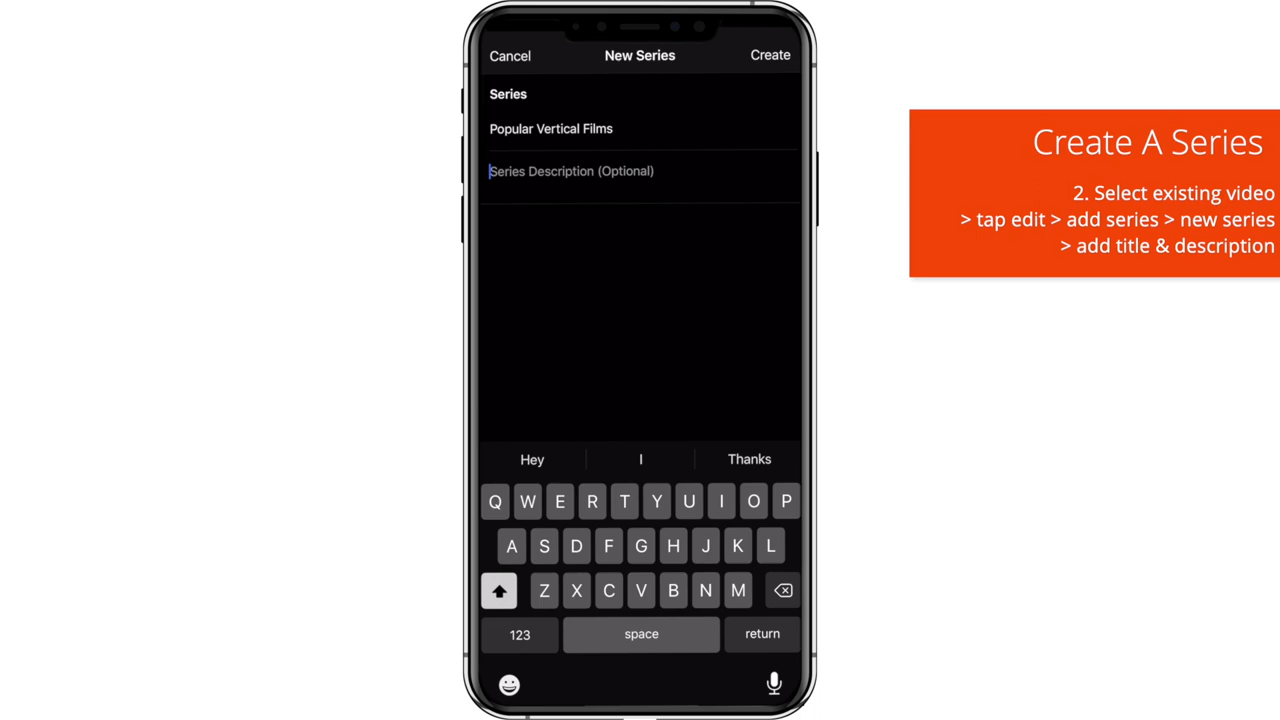 Cancel
New Series
Create
Series
Popular Vertical Films
Series Description (Optional)
Hey
I
Thanks
Q W E R T Y U I O P
A S D F G H J K L
Z X C V B N M
123
space
return
Create A Series
2. Select existing video
> tap edit > add series > new series
> add title & description